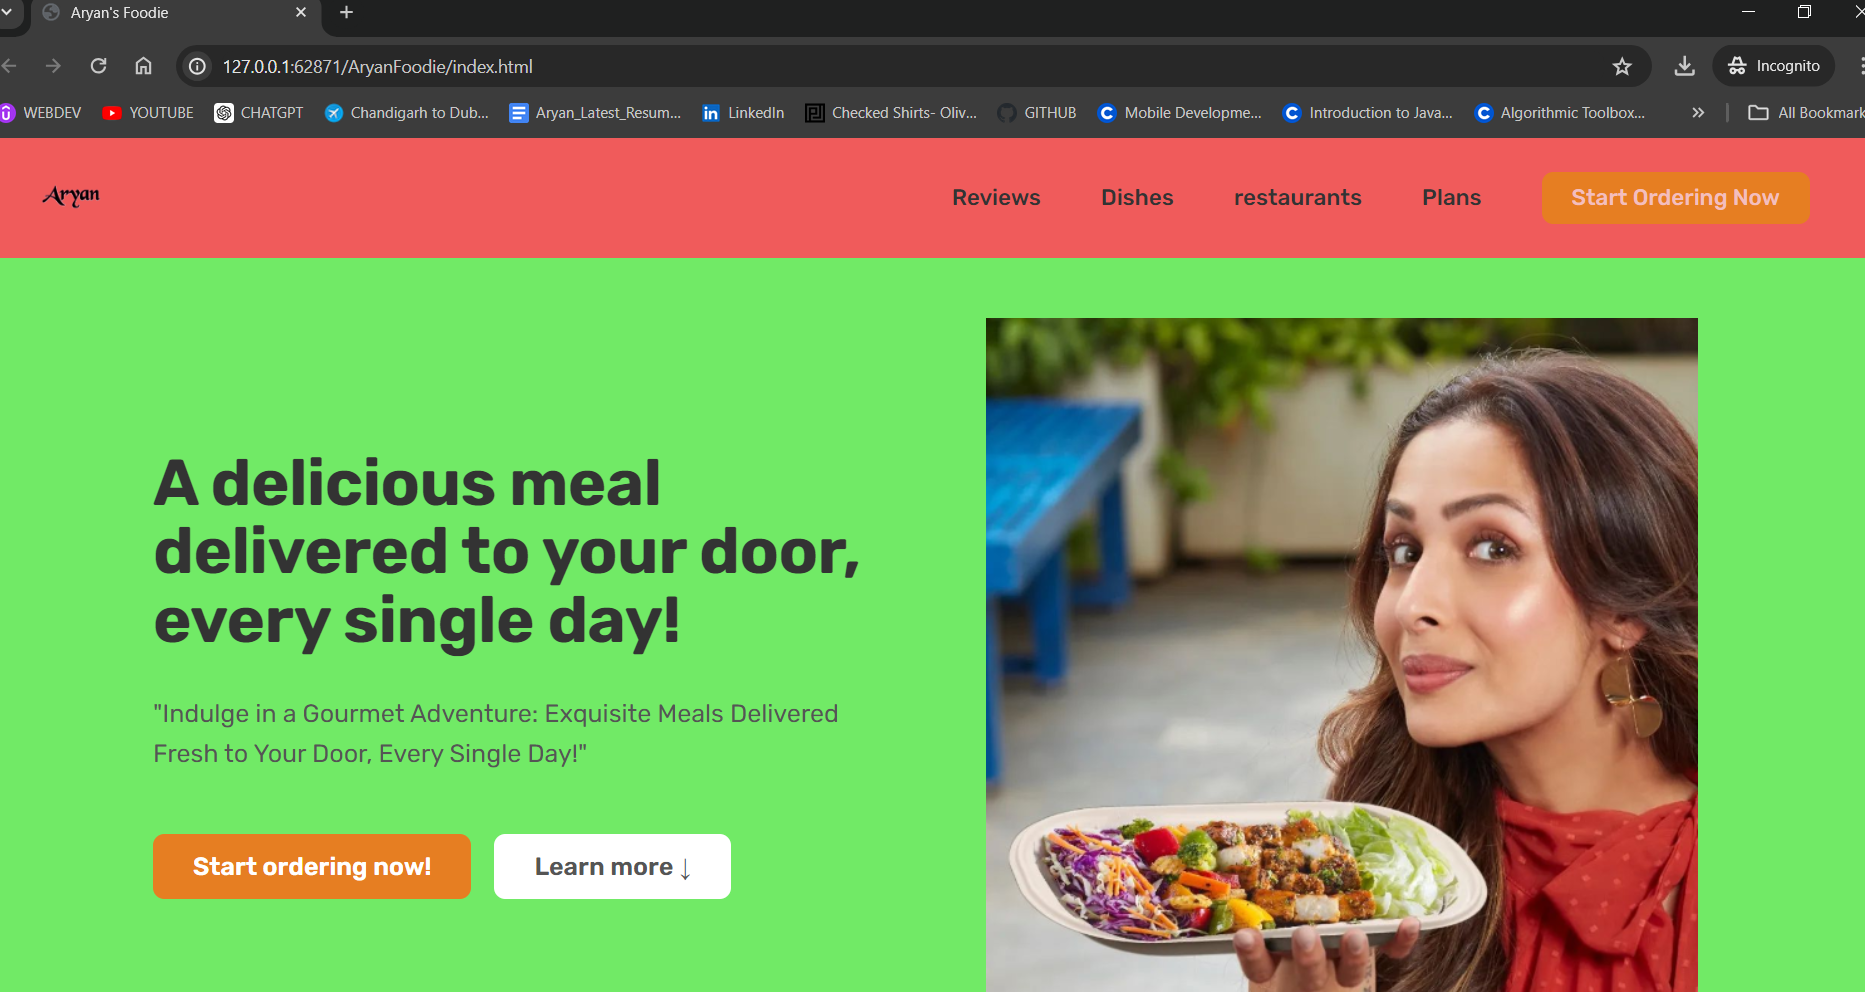 Aryan's Foodie
127.0.0.1:62871/AryanFoodie/index.html
Incognito
WEBDEV YOUTUBE CHATGPT Chandigarh to Dub... Aryan_Latest_Resum... LinkedIn Checked Shirts- Oliv... GITHUB Mobile Developme... Introduction to Java... Algorithmic Toolbox... » All Bookmark
Aryan
Reviews Dishes restaurants Plans Start Ordering Now
A delicious meal
delivered to your door,
every single day!
"Indulge in a Gourmet Adventure: Exquisite Meals Delivered
Fresh to Your Door, Every Single Day!"
Start ordering now! Learn more ↓